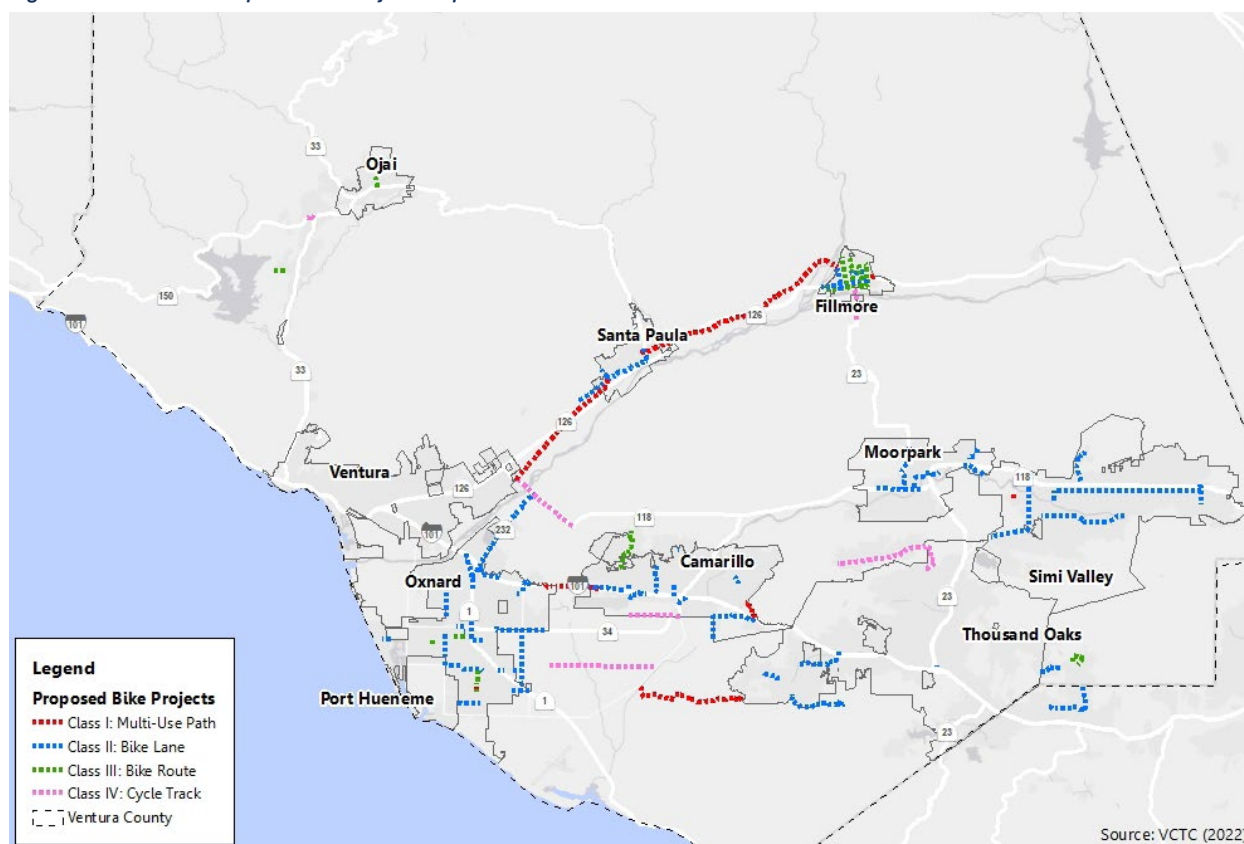 33
Ojai
150
101
33
Fillmore
126
Santa Paula
23
126
Ventura
126
Moorpark
118
232
118
101
Camarillo
Oxnard
101
1
34
Simi Valley
23
Thousand Oaks
Port Hueneme
1
23
Legend
Proposed Bike Projects
Class I: Multi-Use Path
Class II: Bike Lane
Class III: Bike Route
Class IV: Cycle Track
Ventura County
Source: VCTC (2022)